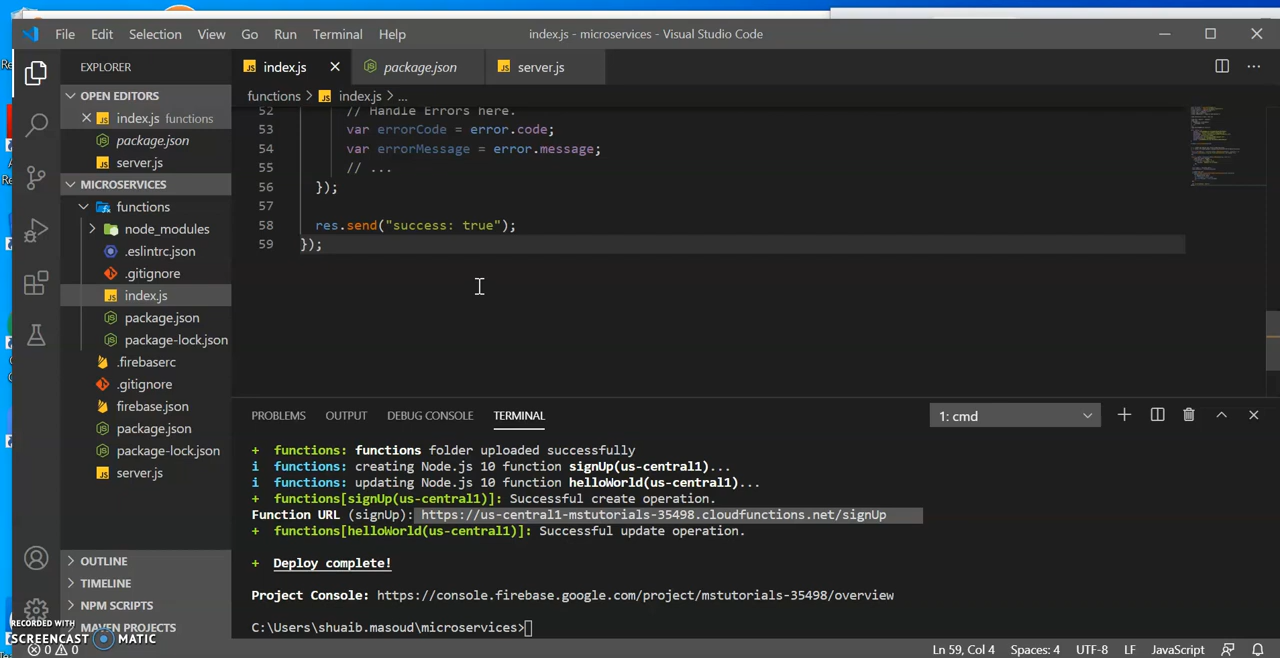 File Edit Selection View Go Run Terminal Help index.js - microservices - Visual Studio Code
EXPLORER
OPEN EDITORS
index.js functions
package.json
server.js
MICROSERVICES
functions
node_modules
.eslintrc.json
.gitignore
index.js
package.json
package-lock.json
.firebaserc
.gitignore
firebase.json
package.json
package-lock.json
server.js
OUTLINE
TIMELINE
NPM SCRIPTS
MAVEN PROJECTS
index.js package.json server.js
functions > index.js > ...
52 // Handle Errors here.
53 var errorCode = error.code;
54 var errorMessage = error.message;
55 // ...
56 });
57
58 res.send("success: true");
59 });
PROBLEMS OUTPUT DEBUG CONSOLE TERMINAL 1: cmd
+ functions: functions folder uploaded successfully
i functions: creating Node.js 10 function signUp(us-central1)...
i functions: updating Node.js 10 function helloWorld(us-central1)...
+ functions[signUp(us-central1)]: Successful create operation.
Function URL (signUp): https://us-central1-mstutorials-35498.cloudfunctions.net/signUp
+ functions[helloWorld(us-central1)]: Successful update operation.
+ Deploy complete!
Project Console: https://console.firebase.google.com/project/mstutorials-35498/overview
C:\Users\shuaib.masoud\microservices>
RECORDED WITH
SCREENCAST MATIC
0 0 Ln 59, Col 4 Spaces: 4 UTF-8 LF JavaScript